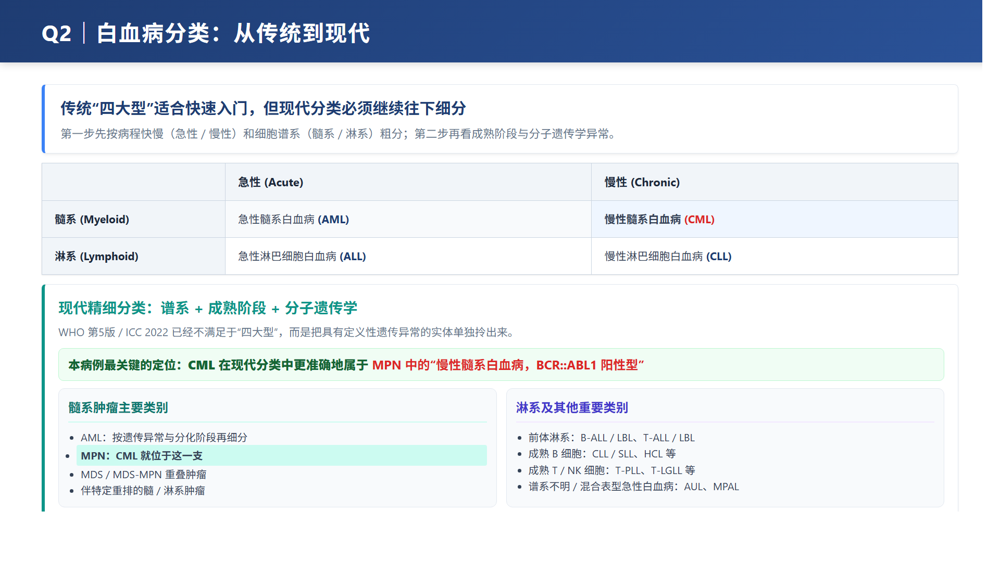 Q2｜白血病分类：从传统到现代
传统“四大型”适合快速入门，但现代分类必须继续往下细分
第一步先按病程快慢（急性 / 慢性）和细胞谱系（髓系 / 淋系）粗分；第二步再看成熟阶段与分子遗传学异常。
急性 (Acute) 慢性 (Chronic)
髓系 (Myeloid) 急性髓系白血病 (AML) 慢性髓系白血病 (CML)
淋系 (Lymphoid) 急性淋巴细胞白血病 (ALL) 慢性淋巴细胞白血病 (CLL)
现代精细分类：谱系 + 成熟阶段 + 分子遗传学
WHO 第5版 / ICC 2022 已经不满足于“四大型”，而是把具有定义性遗传异常的实体单独拎出来。
本病例最关键的定位：CML 在现代分类中更准确地属于 MPN 中的“慢性髓系白血病，BCR::ABL1 阳性型”
髓系肿瘤主要类别
• AML：按遗传异常与分化阶段再细分
• MPN：CML 就位于这一支
• MDS / MDS-MPN 重叠肿瘤
• 伴特定重排的髓 / 淋系肿瘤
淋系及其他重要类别
• 前体淋系：B-ALL / LBL、T-ALL / LBL
• 成熟 B 细胞：CLL / SLL、HCL 等
• 成熟 T / NK 细胞：T-PLL、T-LGLL 等
• 谱系不明 / 混合表型急性白血病：AUL、MPAL